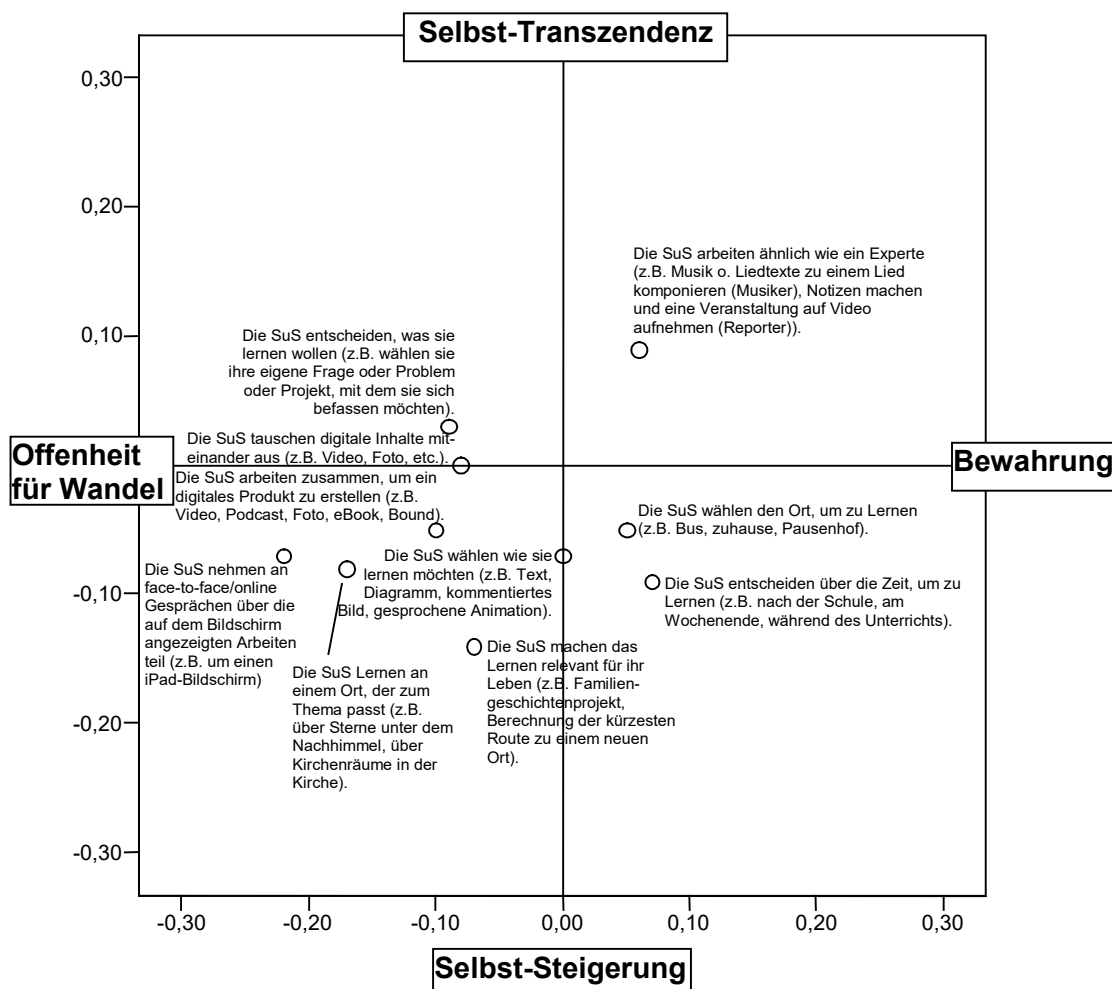 Selbst-Transzendenz
0,30
0,20
0,10
-0,10
-0,20
-0,30
Die SuS arbeiten ähnlich wie ein Experte
(z.B. Musik o. Liedtexte zu einem Lied
komponieren (Musiker), Notizen machen
und eine Veranstaltung auf Video
aufnehmen (Reporter)).
Die SuS entscheiden, was sie
lernen wollen (z.B. wählen sie
ihre eigene Frage oder Problem
oder Projekt, mit dem sie sich
befassen möchten).
Die SuS tauschen digitale Inhalte mit-
einander aus (z.B. Video, Foto, etc.).
Offenheit
für Wandel
Bewahrung
Die SuS arbeiten zusammen, um ein
digitales Produkt zu erstellen (z.B.
Video, Podcast, Foto, eBook, Bound).
Die SuS wählen den Ort, um zu Lernen
(z.B. Bus, zuhause, Pausenhof).
Die SuS wählen wie sie
lernen möchten (z.B. Text,
Diagramm, kommentiertes
Bild, gesprochene Animation).
Die SuS nehmen an
face-to-face/online
Gesprächen über die
auf dem Bildschirm
angezeigten Arbeiten
teil (z.B. um einen
iPad-Bildschirm)
Die SuS entscheiden über die Zeit, um zu
Lernen (z.B. nach der Schule, am
Wochenende, während des Unterrichts).
Die SuS machen das
Lernen relevant für ihr
Leben (z.B. Familien-
geschichtenprojekt,
Berechnung der kürzesten
Route zu einem neuen
Ort).
Die SuS Lernen an
einem Ort, der zum
Thema passt (z.B.
über Sterne unter dem
Nachhimmel, über
Kirchenräume in der
Kirche).
-0,30
-0,20
-0,10
0,00
0,10
0,20
0,30
Selbst-Steigerung